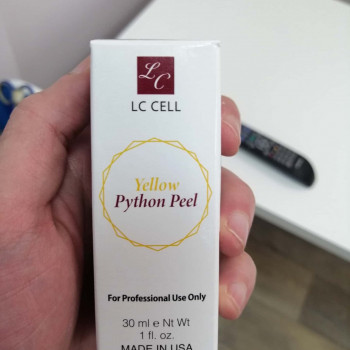 LC
LC CELL
Yellow
Python Peel
For Professional Use Only
30 ml e Nt Wt
1 fl. oz.
MADE IN USA